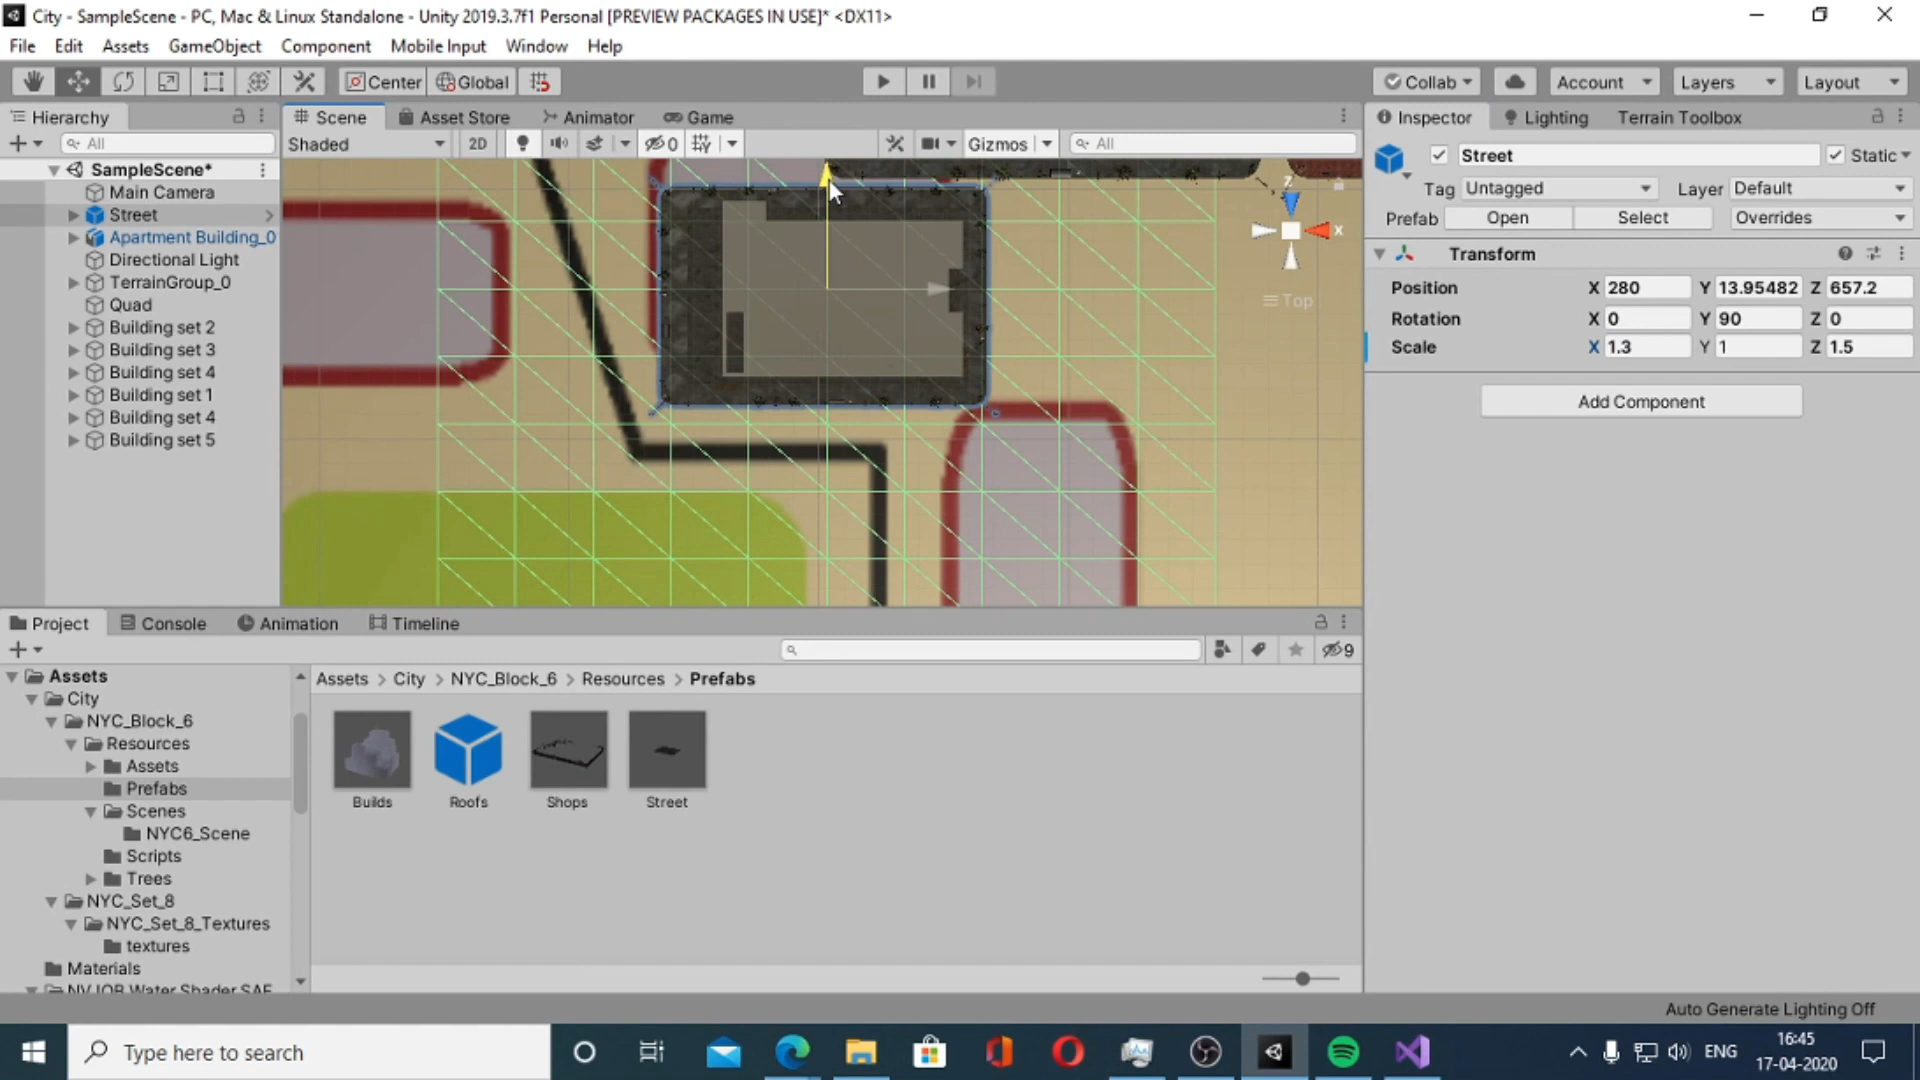 City - SampleScene - PC, Mac & Linux Standalone - Unity 2019.3.7f1 Personal [PREVIEW PACKAGES IN USE]* <DX11>
File Edit Assets GameObject Component Mobile Input Window Help
Center Global Collab Account Layers Layout
Hierarchy Scene Asset Store Animator Game Inspector Lighting Terrain Toolbox
All Shaded 2D 0 Gizmos All
SampleScene*
Main Camera
Street
Apartment Building_0
Directional Light
TerrainGroup_0
Quad
Building set 2
Building set 3
Building set 4
Building set 1
Building set 4
Building set 5
Z
X
Top
Street Static
Tag Untagged Layer Default
Prefab Open Select Overrides
Transform
Position X 280 Y 13.95482 Z 657.2
Rotation X 0 Y 90 Z 0
Scale X 1.3 Y 1 Z 1.5
Add Component
Project Console Animation Timeline
9
Assets
City
NYC_Block_6
Resources
Assets
Prefabs
Scenes
NYC6_Scene
Scripts
Trees
NYC_Set_8
NYC_Set_8_Textures
textures
Materials
NVJOB Water Shader SAF
Assets > City > NYC_Block_6 > Resources > Prefabs
Builds Roofs Shops Street
Auto Generate Lighting Off
Type here to search
ENG
16:45
17-04-2020